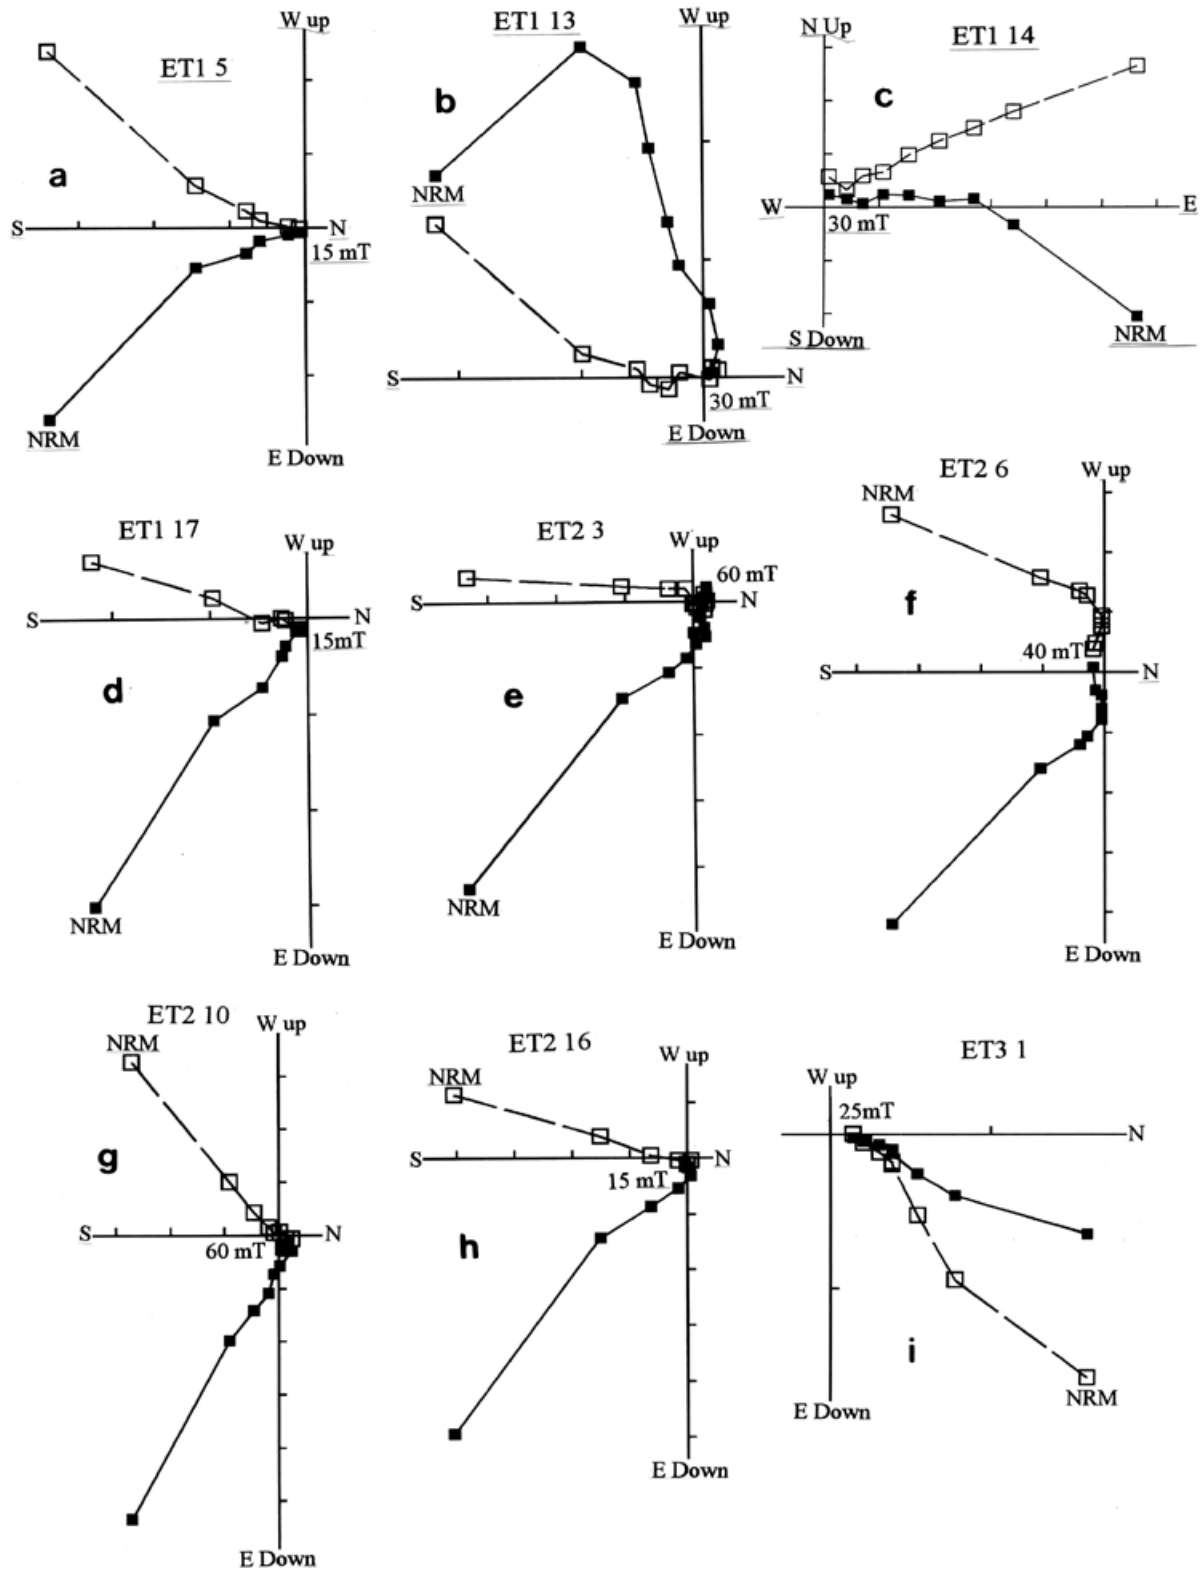 W up
ET1 5
a
S
N
15 mT
NRM
E Down
ET1 13
W up
b
NRM
S
N
30 mT
E Down
N Up
ET1 14
c
W
E
30 mT
S Down
NRM
ET1 17
W up
S
N
15mT
d
NRM
E Down
ET2 3
W up
60 mT
S
N
e
NRM
E Down
ET2 6
W up
NRM
f
40 mT
S
N
E Down
ET2 10
W up
NRM
g
S
N
60 mT
E Down
ET2 16
W up
NRM
S
N
15 mT
h
E Down
ET3 1
W up
25mT
N
i
NRM
E Down